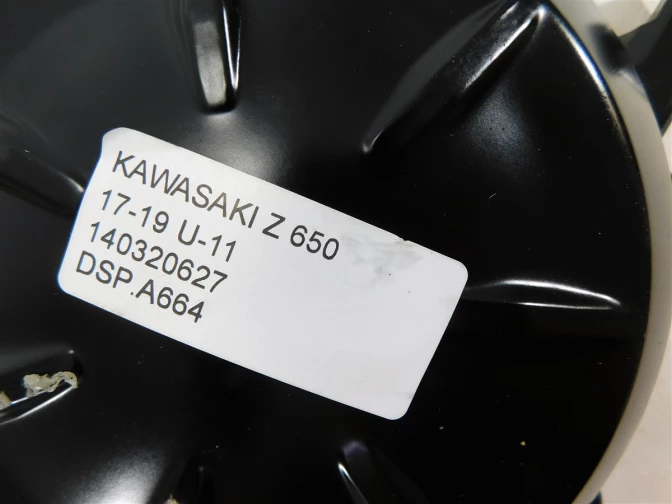 KAWASAKI Z 650
17-19 U-11
140320627
DSP.A664